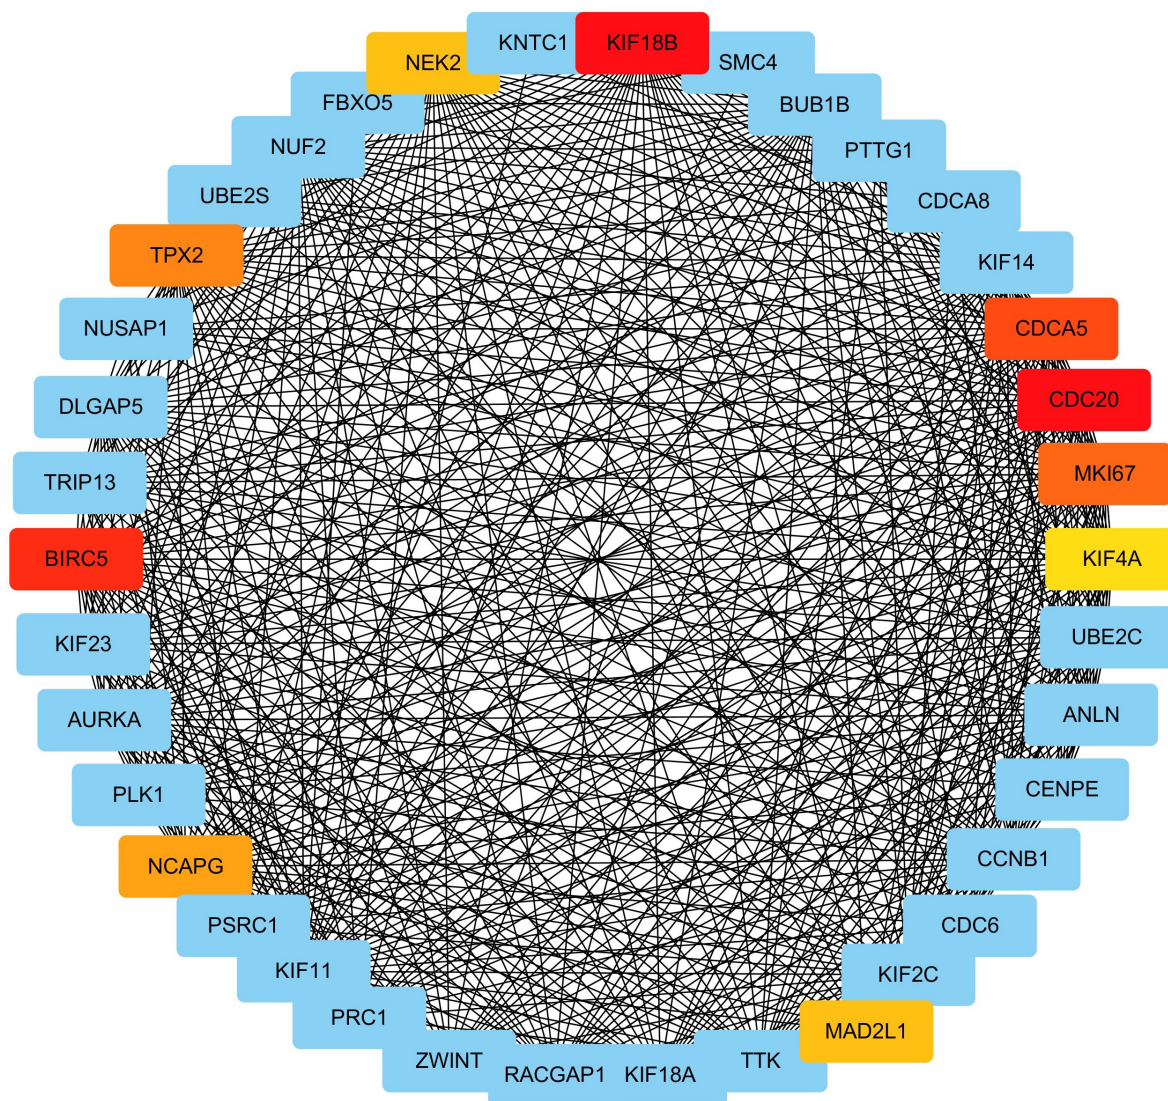 KNTC1
KIF18B
NEK2
SMC4
FBXO5
BUB1B
NUF2
PTTG1
UBE2S
CDCA8
TPX2
KIF14
NUSAP1
CDCA5
DLGAP5
CDC20
TRIP13
MKI67
BIRC5
KIF4A
KIF23
UBE2C
AURKA
ANLN
PLK1
CENPE
NCAPG
CCNB1
PSRC1
CDC6
KIF11
KIF2C
PRC1
MAD2L1
ZWINT
TTK
RACGAP1
KIF18A